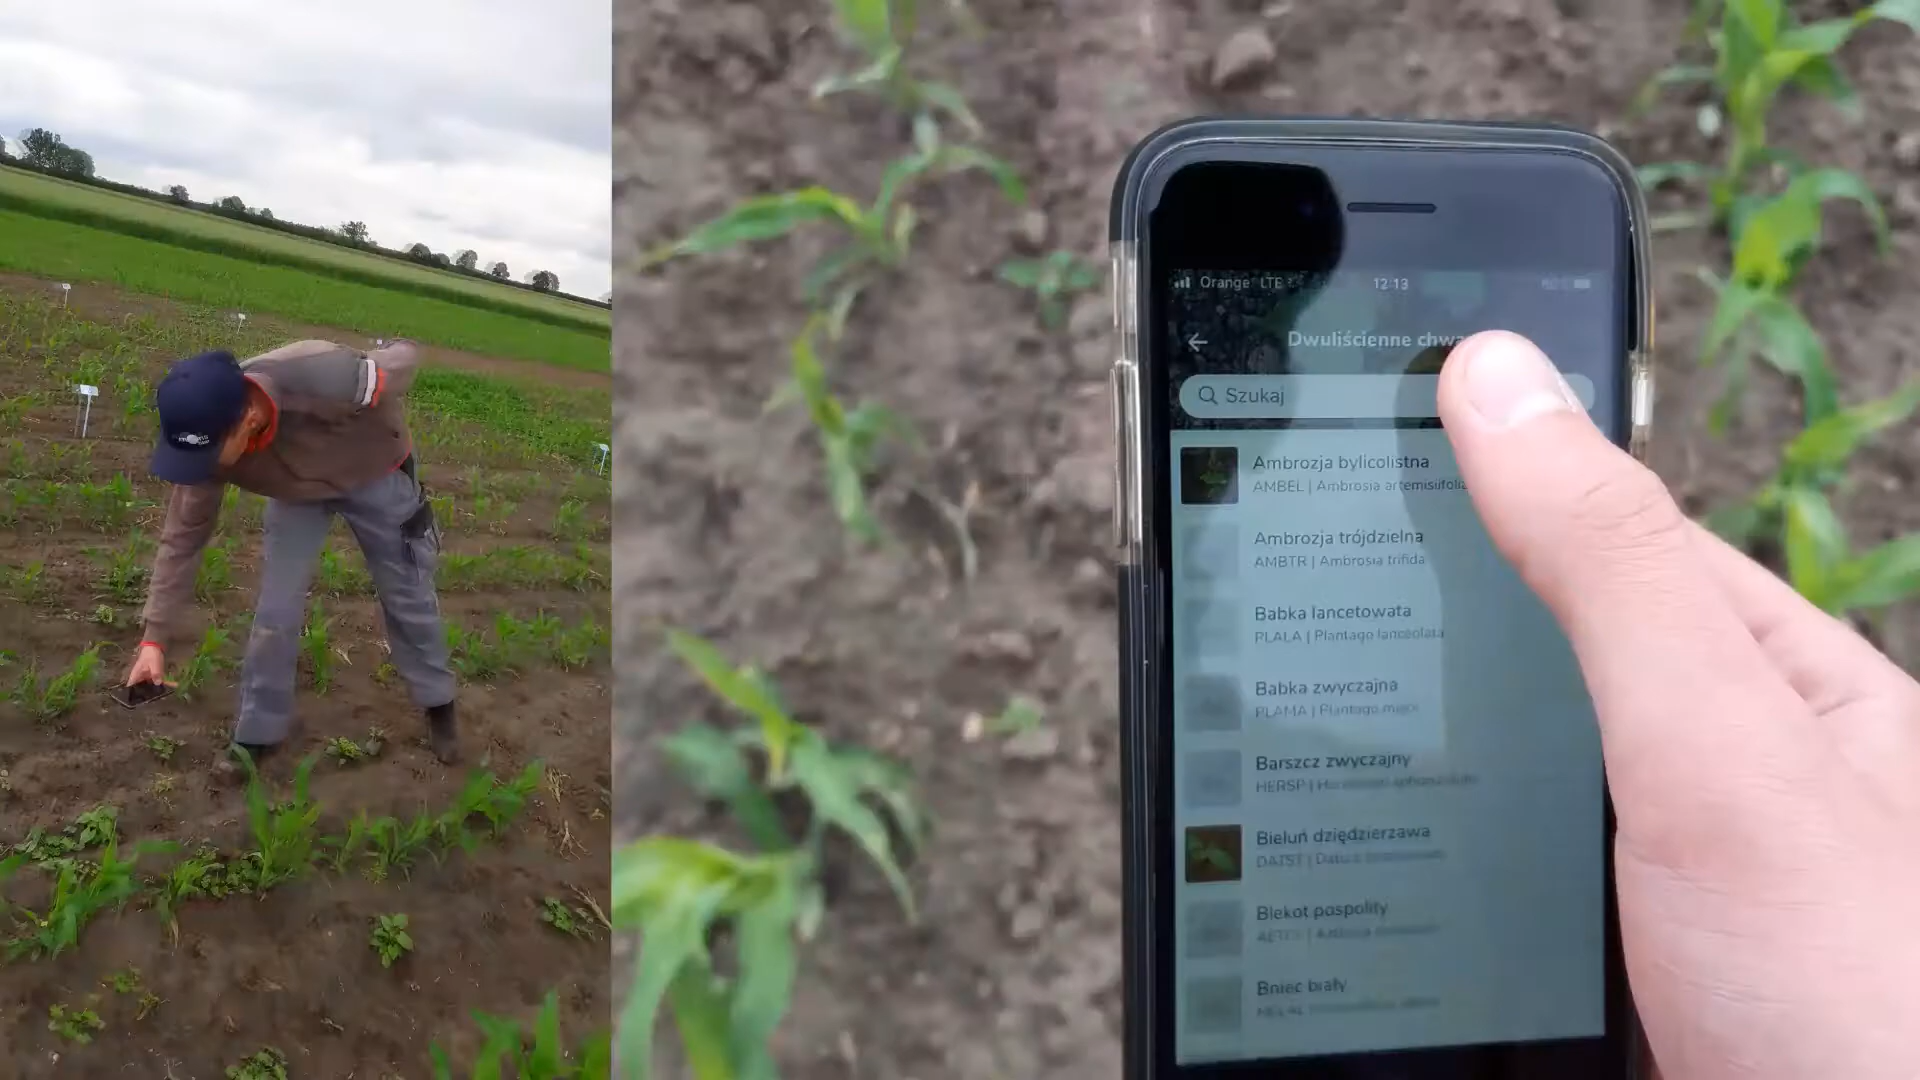 Orange LTE 12:13
Dwuliścienne chwa
Szukaj
Ambrozja bylicolistna
AMBEL | Ambrosia artemisiifolia
Ambrozja trójdzielna
AMBTR | Ambrosia trifida
Babka lancetowata
PLALA | Plantago lanceolata
Babka zwyczajna
PLAMA | Plantago major
Barszcz zwyczajny
HERSP |
Bieluń dziędzierzawa
DATST | Datura
Blekot pospolity
Bniec biały